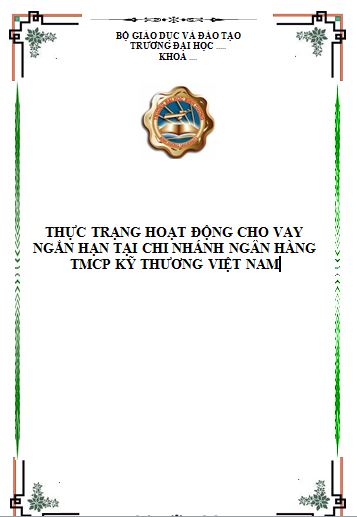 BỘ GIÁO DỤC VÀ ĐÀO TẠO
TRƯỜNG ĐẠI HỌC .....
KHOA ....
THỰC TRẠNG HOẠT ĐỘNG CHO VAY
NGẮN HẠN TẠI CHI NHÁNH NGÂN HÀNG
TMCP KỸ THƯƠNG VIỆT NAM